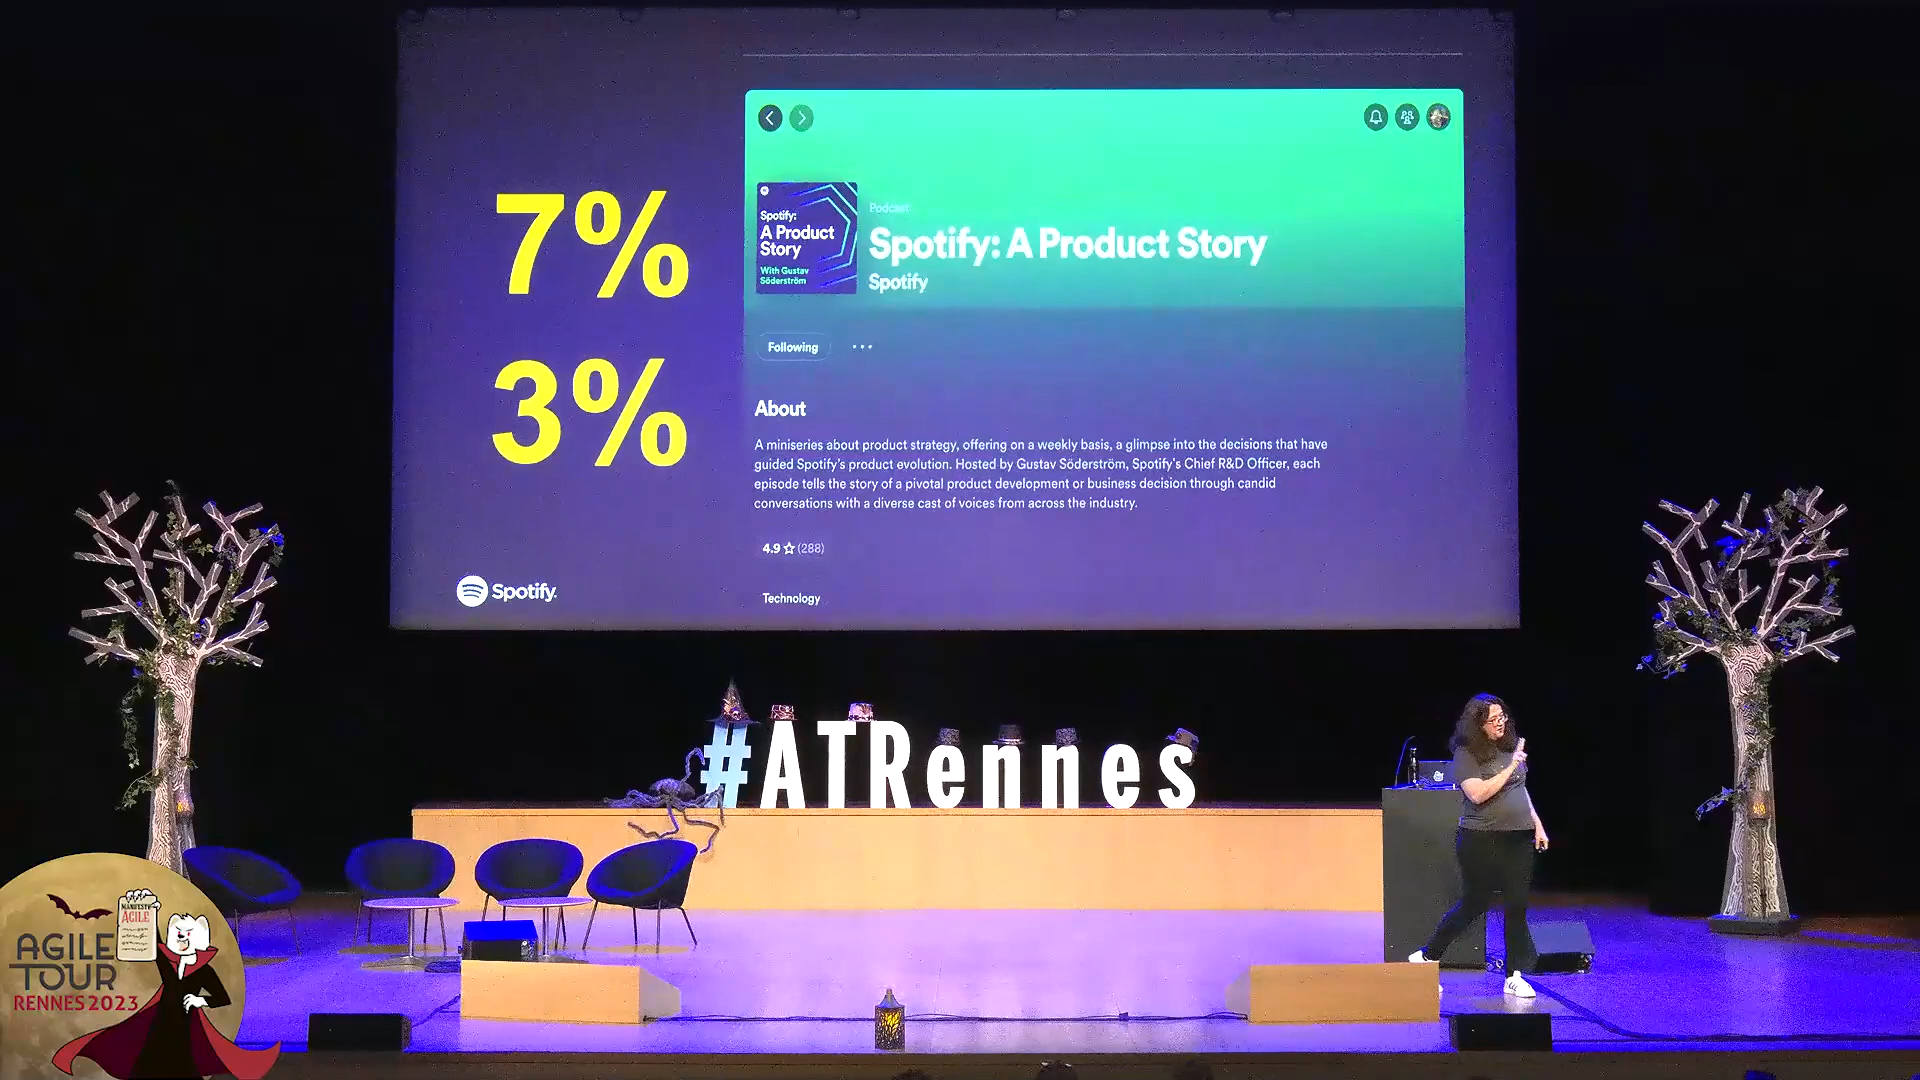 7%
3%
Spotify:
A Product
Story
With Gustav
Söderström
Podcast
Spotify: A Product Story
Spotify
Following
About
A miniseries about product strategy, offering on a weekly basis, a glimpse into the decisions that have
guided Spotify's product evolution. Hosted by Gustav Söderström, Spotify's Chief R&D Officer, each
episode tells the story of a pivotal product development or business decision through candid
conversations with a diverse cast of voices from across the industry.
4.9 ☆ (288)
Technology
Spotify
#ATRennes
MANIFESTE
AGILE
AGILE
TOUR
RENNES 2023